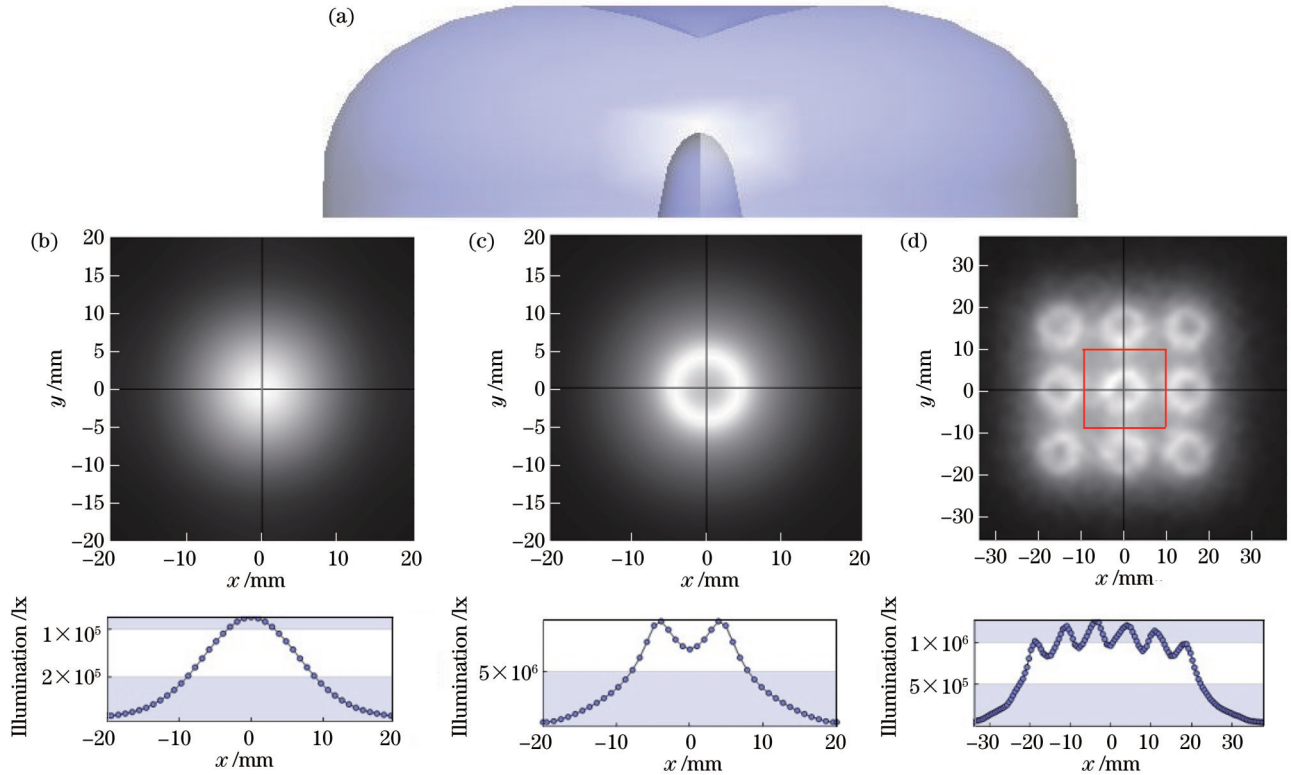 (a)
(b)
20
15
10
5
0
−5
−10
−15
−20
y /mm
−20 −10 0 10 20
x /mm
(c)
20
15
10
5
0
−5
−10
−15
−20
y /mm
−20 −10 0 10 20
x /mm
(d)
30
20
10
0
−10
−20
−30
y /mm
−30 −20 −10 0 10 20 30
x /mm
Illumination /lx
1×10⁵
2×10⁵
−20 −10 0 10 20
x /mm
Illumination /lx
5×10⁶
−20 −10 0 10 20
x /mm
Illumination /lx
1×10⁶
5×10⁵
−30 −20 −10 0 10 20 30
x /mm